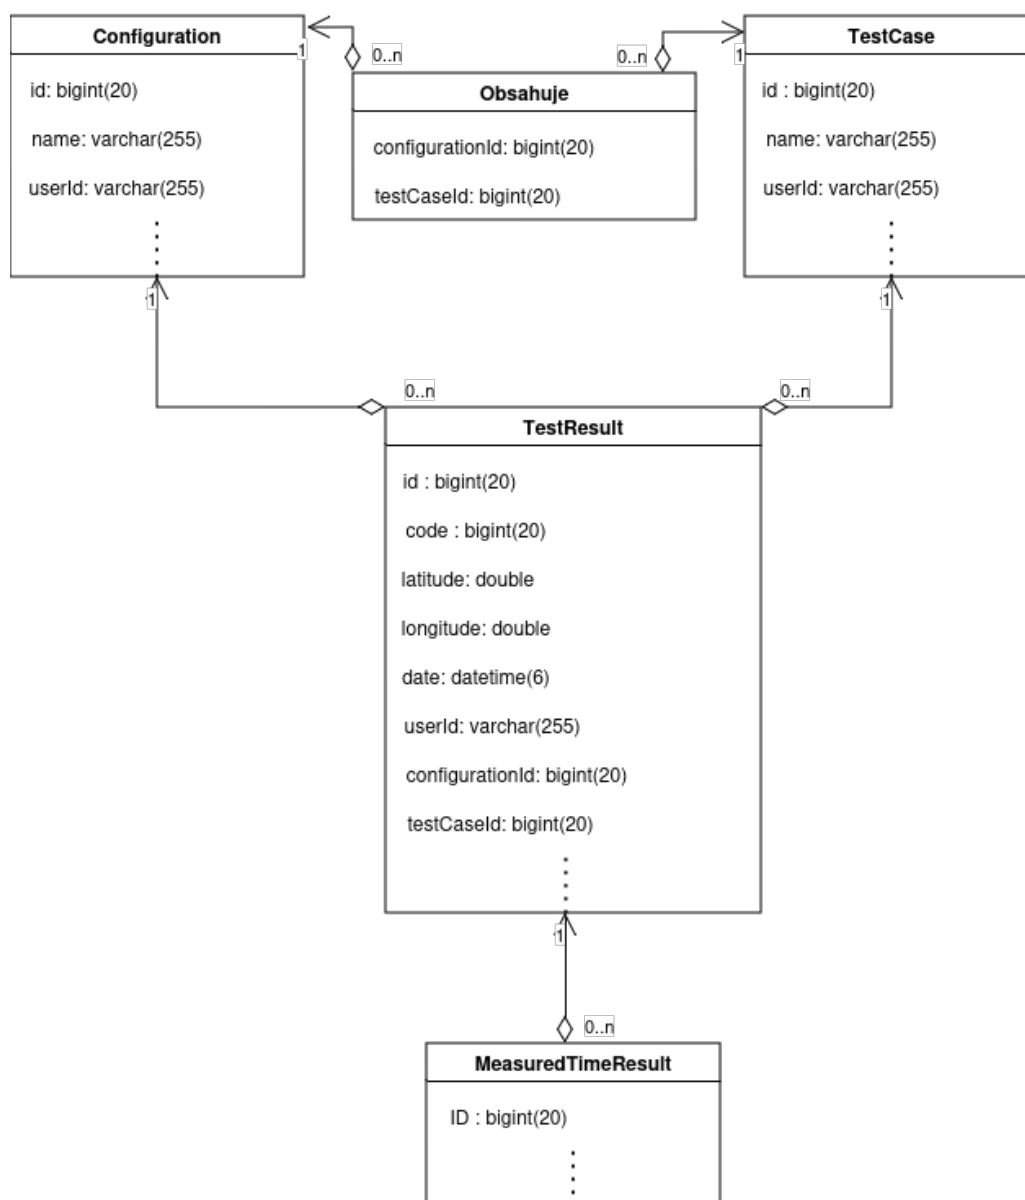 Configuration
id: bigint(20)
name: varchar(255)
userId: varchar(255)
1
0..n
Obsahuje
configurationId: bigint(20)
testCaseId: bigint(20)
0..n
1
TestCase
id : bigint(20)
name: varchar(255)
userId: varchar(255)
1
1
0..n
0..n
TestResult
id : bigint(20)
code : bigint(20)
latitude: double
longitude: double
date: datetime(6)
userId: varchar(255)
configurationId: bigint(20)
testCaseId: bigint(20)
1
0..n
MeasuredTimeResult
ID : bigint(20)